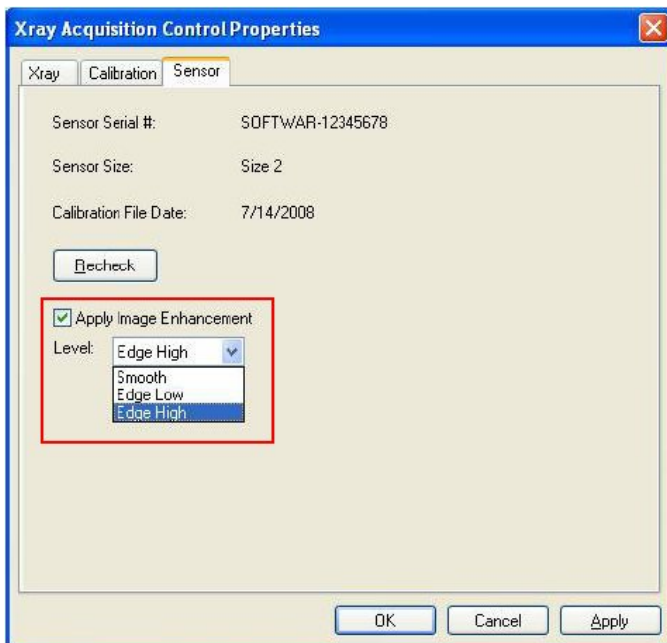 Xray Acquisition Control Properties
Xray Calibration Sensor
Sensor Serial #: SOFTWAR-12345678
Sensor Size: Size 2
Calibration File Date: 7/14/2008
Recheck
Apply Image Enhancement
Level: Edge High
Smooth
Edge Low
Edge High
OK Cancel Apply